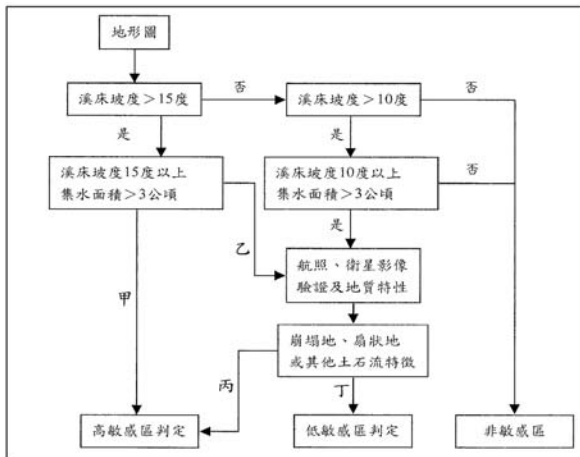 地形圖
溪床坡度＞15度
否
溪床坡度＞10度
否
是
是
溪床坡度15度以上
集水面積＞3公頃
溪床坡度10度以上
集水面積＞3公頃
否
是
乙
航照、衛星影像
驗證及地質特性
甲
崩塌地、扇狀地
或其他土石流特徵
丙
丁
高敏感區判定
低敏感區判定
非敏感區